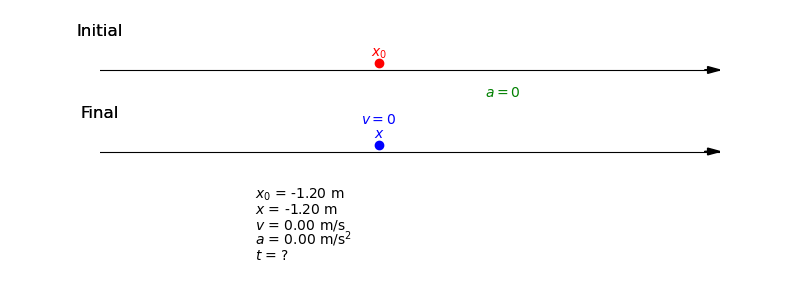 Initial
x₀
a = 0
Final
v = 0
x
x₀ = -1.20 m
x = -1.20 m
v = 0.00 m/s
a = 0.00 m/s²
t = ?